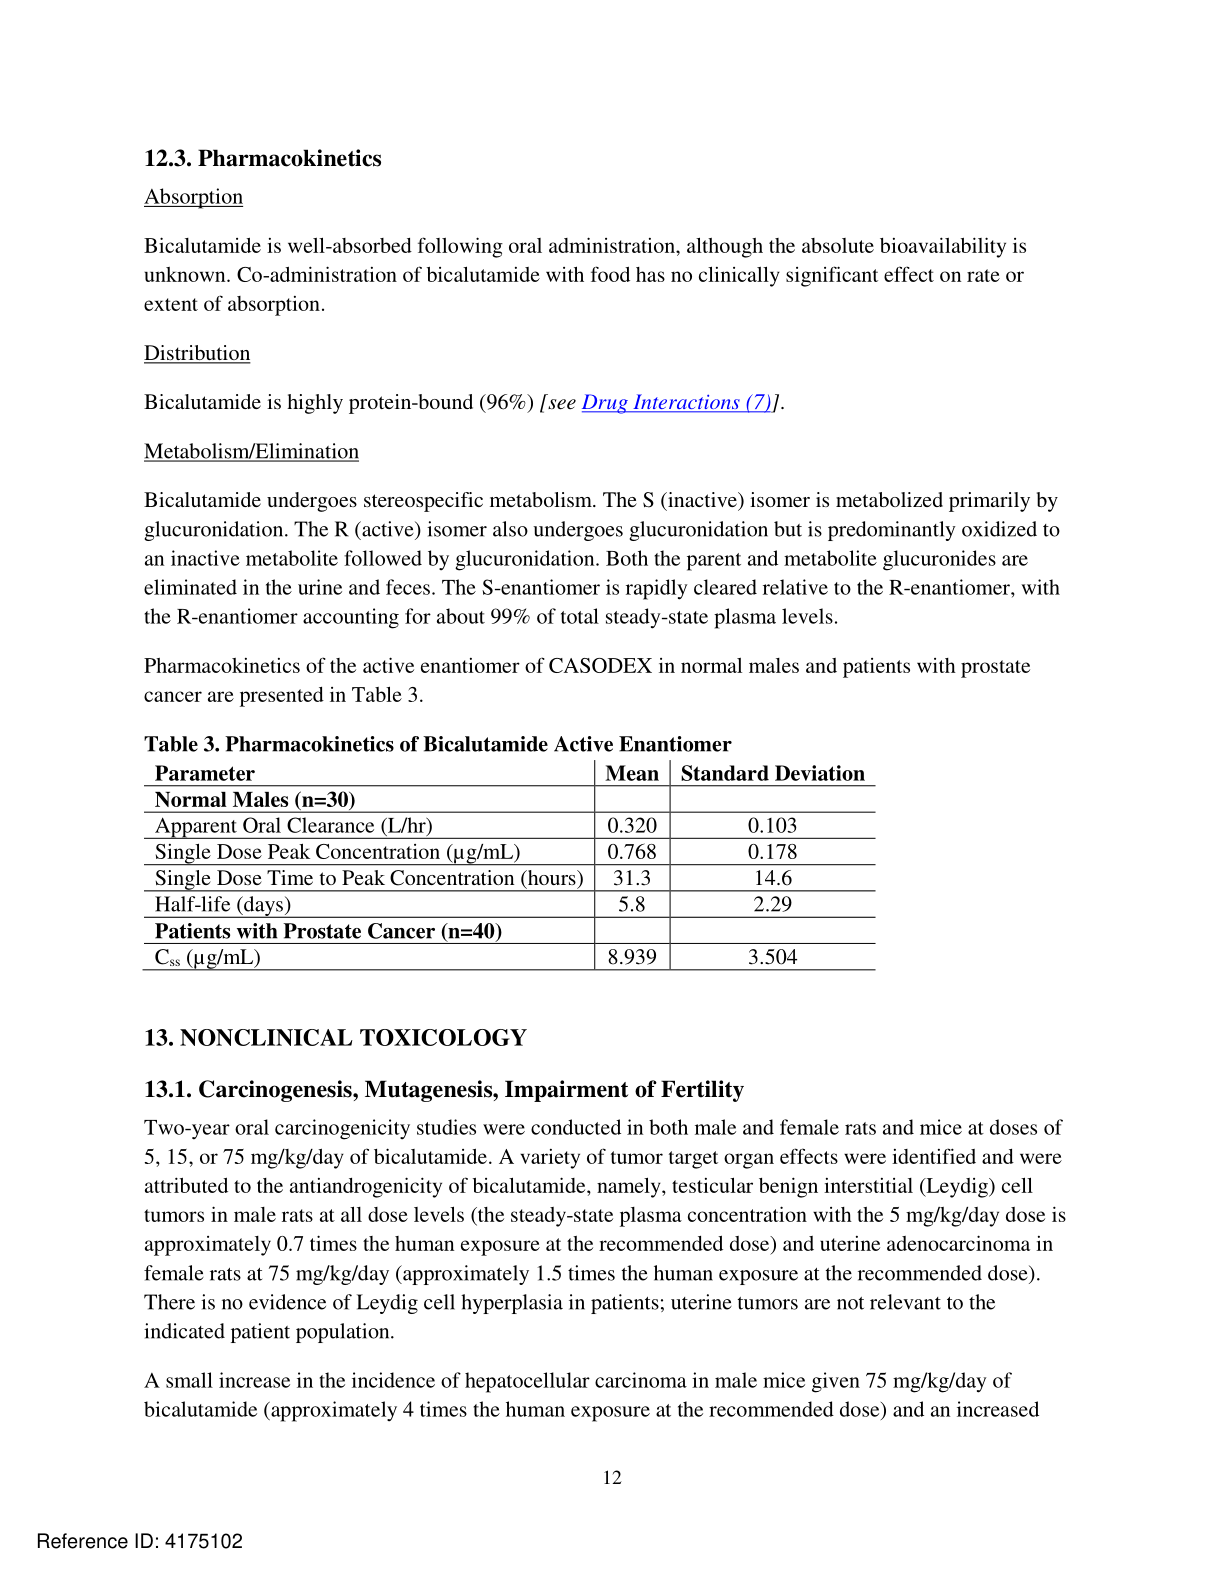 12.3. Pharmacokinetics
Absorption
Bicalutamide is well-absorbed following oral administration, although the absolute bioavailability is
unknown. Co-administration of bicalutamide with food has no clinically significant effect on rate or
extent of absorption.
Distribution
Bicalutamide is highly protein-bound (96%) [see Drug Interactions (7)].
Metabolism/Elimination
Bicalutamide undergoes stereospecific metabolism. The S (inactive) isomer is metabolized primarily by
glucuronidation. The R (active) isomer also undergoes glucuronidation but is predominantly oxidized to
an inactive metabolite followed by glucuronidation. Both the parent and metabolite glucuronides are
eliminated in the urine and feces. The S-enantiomer is rapidly cleared relative to the R-enantiomer, with
the R-enantiomer accounting for about 99% of total steady-state plasma levels.
Pharmacokinetics of the active enantiomer of CASODEX in normal males and patients with prostate
cancer are presented in Table 3.
Table 3. Pharmacokinetics of Bicalutamide Active Enantiomer
Parameter Mean Standard Deviation
Normal Males (n=30)
Apparent Oral Clearance (L/hr) 0.320 0.103
Single Dose Peak Concentration (µg/mL) 0.768 0.178
Single Dose Time to Peak Concentration (hours) 31.3 14.6
Half-life (days) 5.8 2.29
Patients with Prostate Cancer (n=40)
Css (µg/mL) 8.939 3.504
13. NONCLINICAL TOXICOLOGY
13.1. Carcinogenesis, Mutagenesis, Impairment of Fertility
Two-year oral carcinogenicity studies were conducted in both male and female rats and mice at doses of
5, 15, or 75 mg/kg/day of bicalutamide. A variety of tumor target organ effects were identified and were
attributed to the antiandrogenicity of bicalutamide, namely, testicular benign interstitial (Leydig) cell
tumors in male rats at all dose levels (the steady-state plasma concentration with the 5 mg/kg/day dose is
approximately 0.7 times the human exposure at the recommended dose) and uterine adenocarcinoma in
female rats at 75 mg/kg/day (approximately 1.5 times the human exposure at the recommended dose).
There is no evidence of Leydig cell hyperplasia in patients; uterine tumors are not relevant to the
indicated patient population.
A small increase in the incidence of hepatocellular carcinoma in male mice given 75 mg/kg/day of
bicalutamide (approximately 4 times the human exposure at the recommended dose) and an increased
12
Reference ID: 4175102